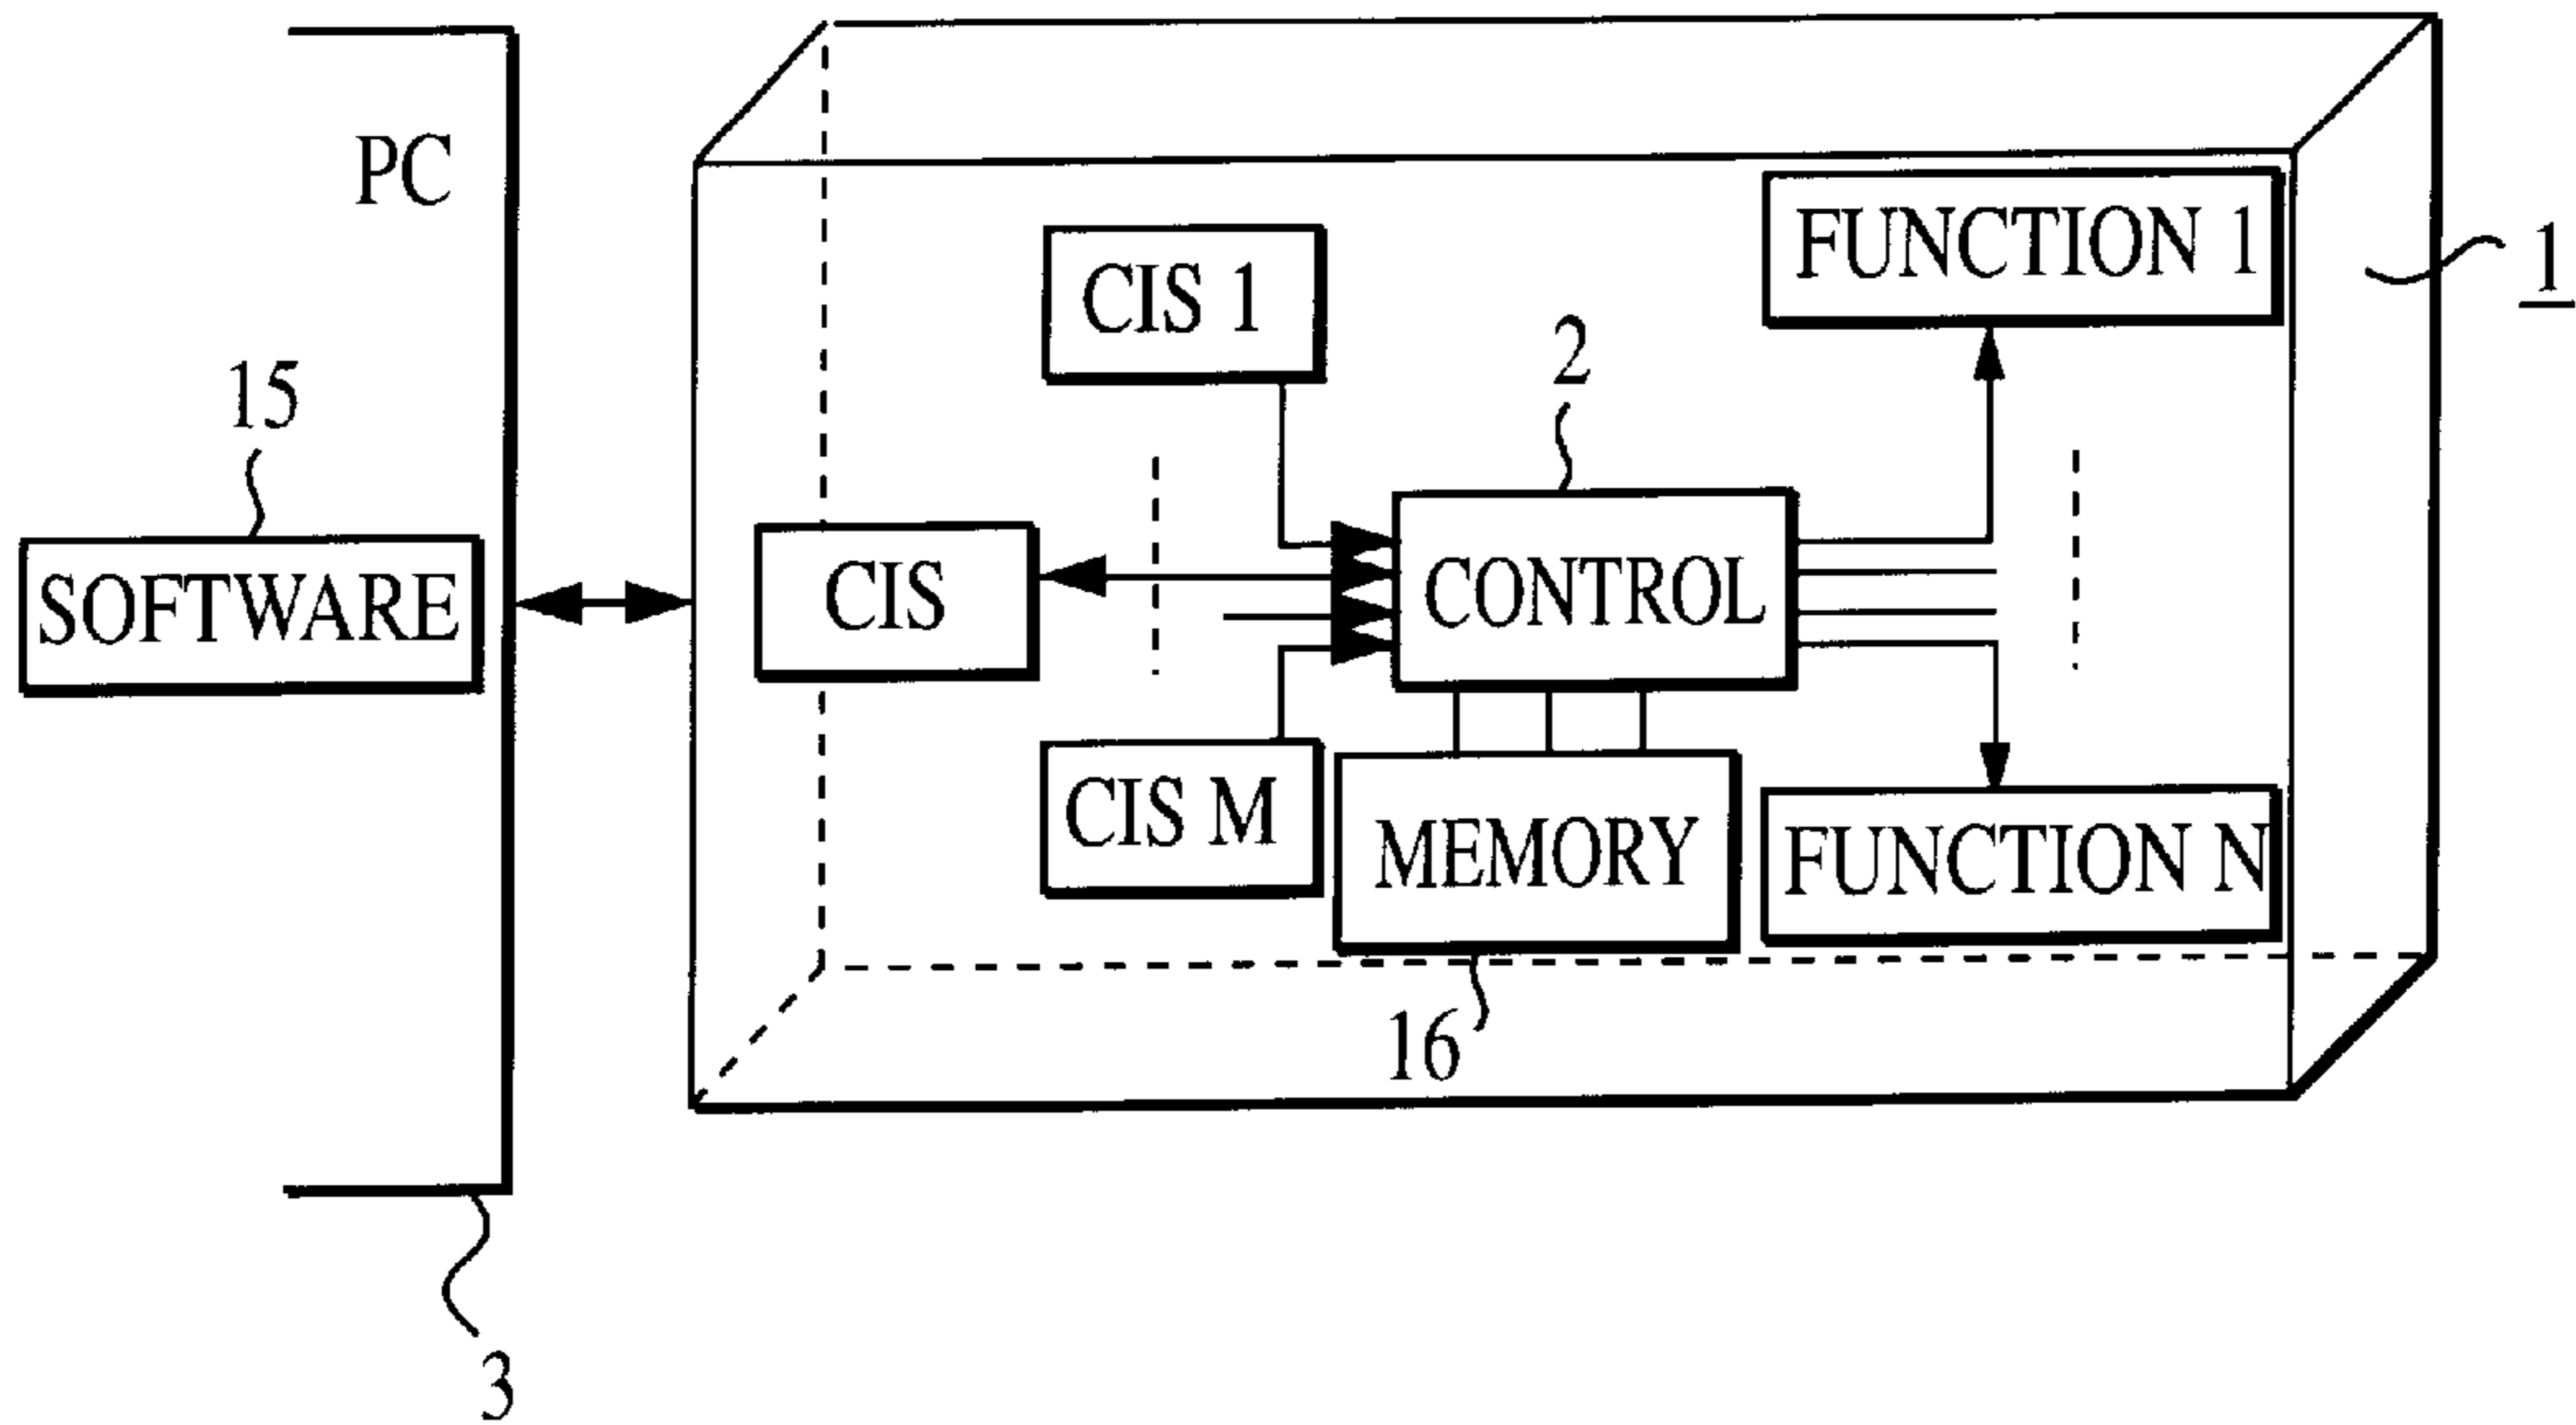 PC
FUNCTION 1
1
CIS 1
2
15
SOFTWARE
CIS
CONTROL
CIS M
MEMORY
FUNCTION N
16
3